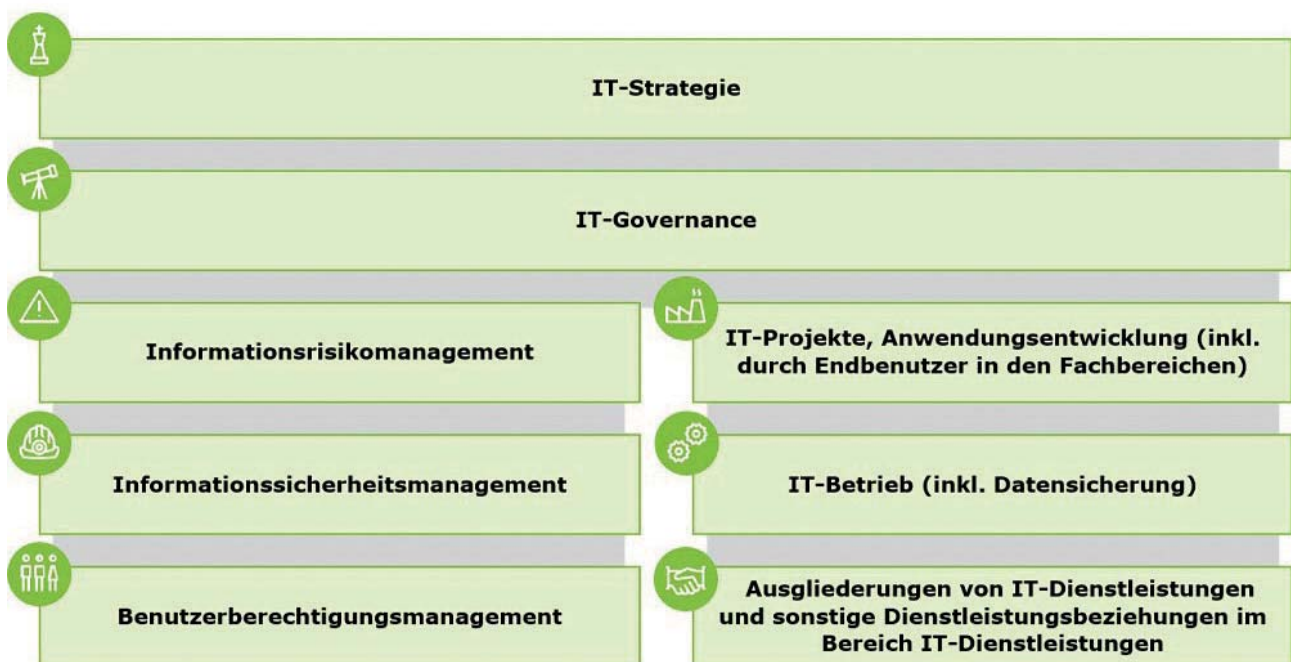 IT-Strategie
IT-Governance
Informationsrisikomanagement
IT-Projekte, Anwendungsentwicklung (inkl.
durch Endbenutzer in den Fachbereichen)
Informationssicherheitsmanagement
IT-Betrieb (inkl. Datensicherung)
Benutzerberechtigungsmanagement
Ausgliederungen von IT-Dienstleistungen
und sonstige Dienstleistungsbeziehungen im
Bereich IT-Dienstleistungen